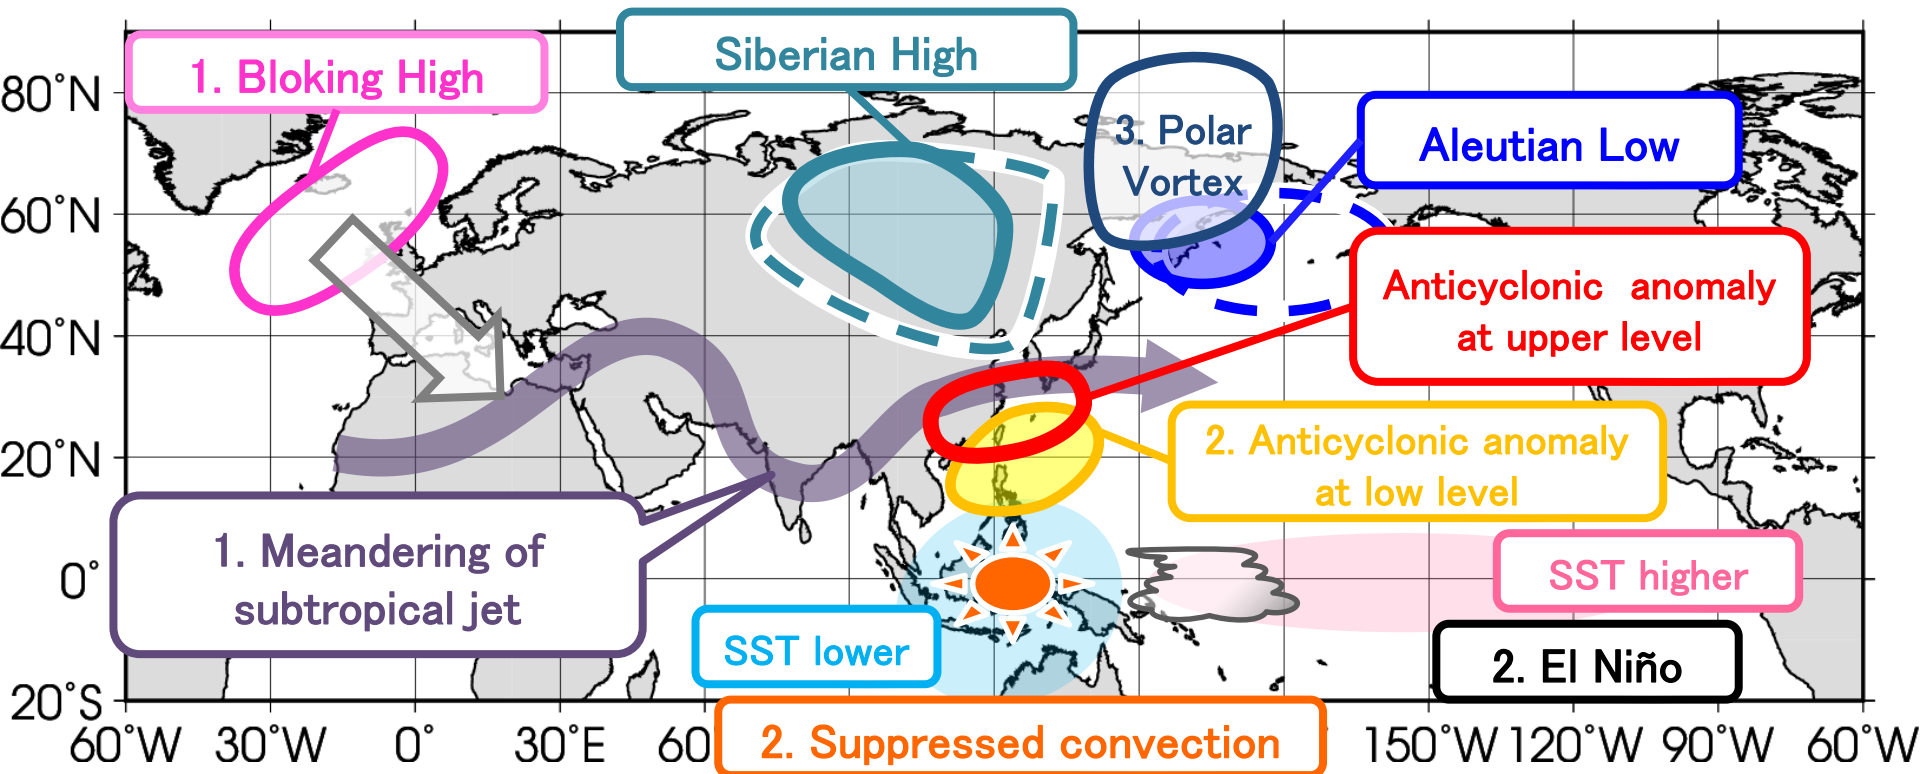 1. Bloking High
Siberian High
80°N
3. Polar
Vortex
Aleutian Low
60°N
Anticyclonic anomaly
at upper level
40°N
2. Anticyclonic anomaly
at low level
20°N
1. Meandering of
subtropical jet
0°
SST higher
SST lower
2. El Niño
20°S
2. Suppressed convection
60°W 30°W 0° 30°E 60 150°W 120°W 90°W 60°W